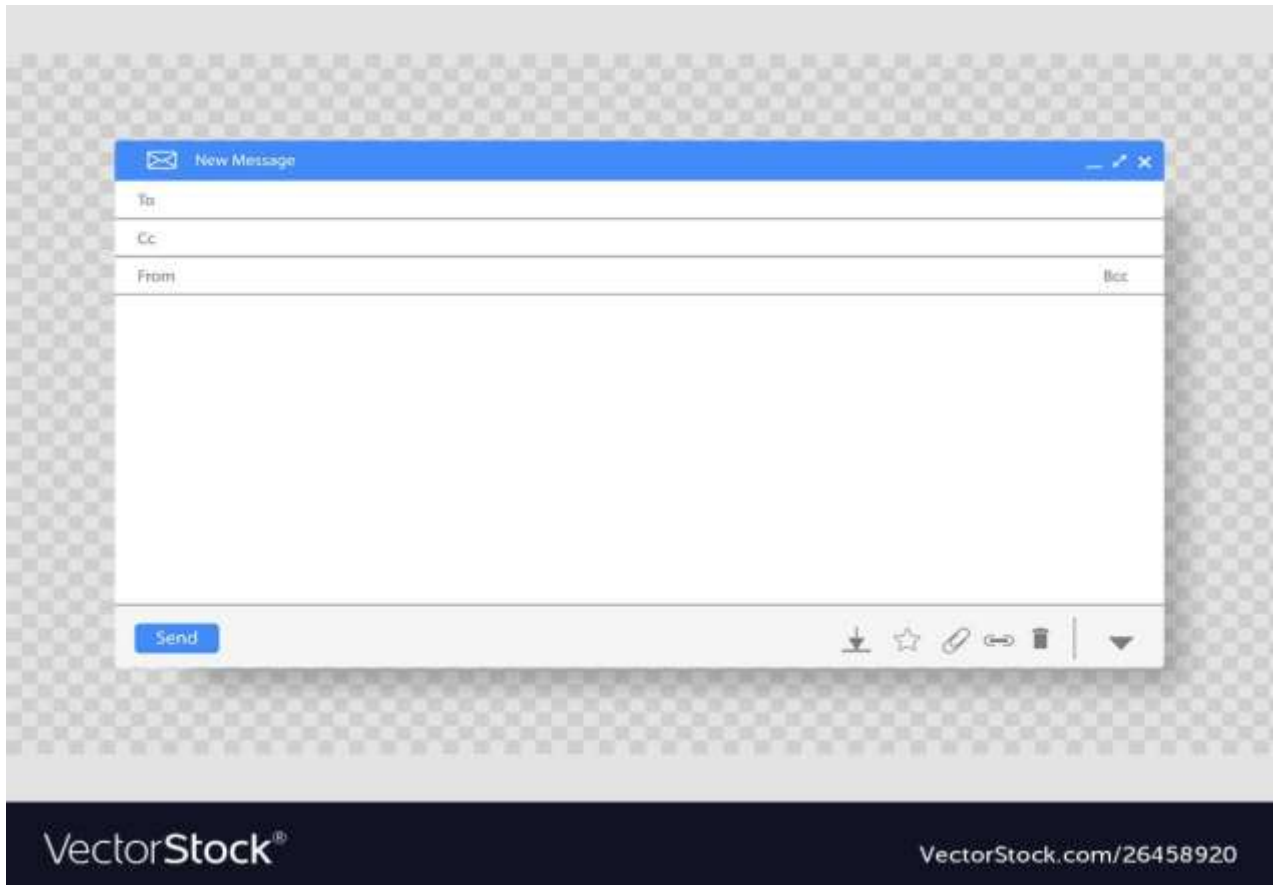 New Message
To
Cc
From Bcc
Send
VectorStock®
VectorStock.com/26458920